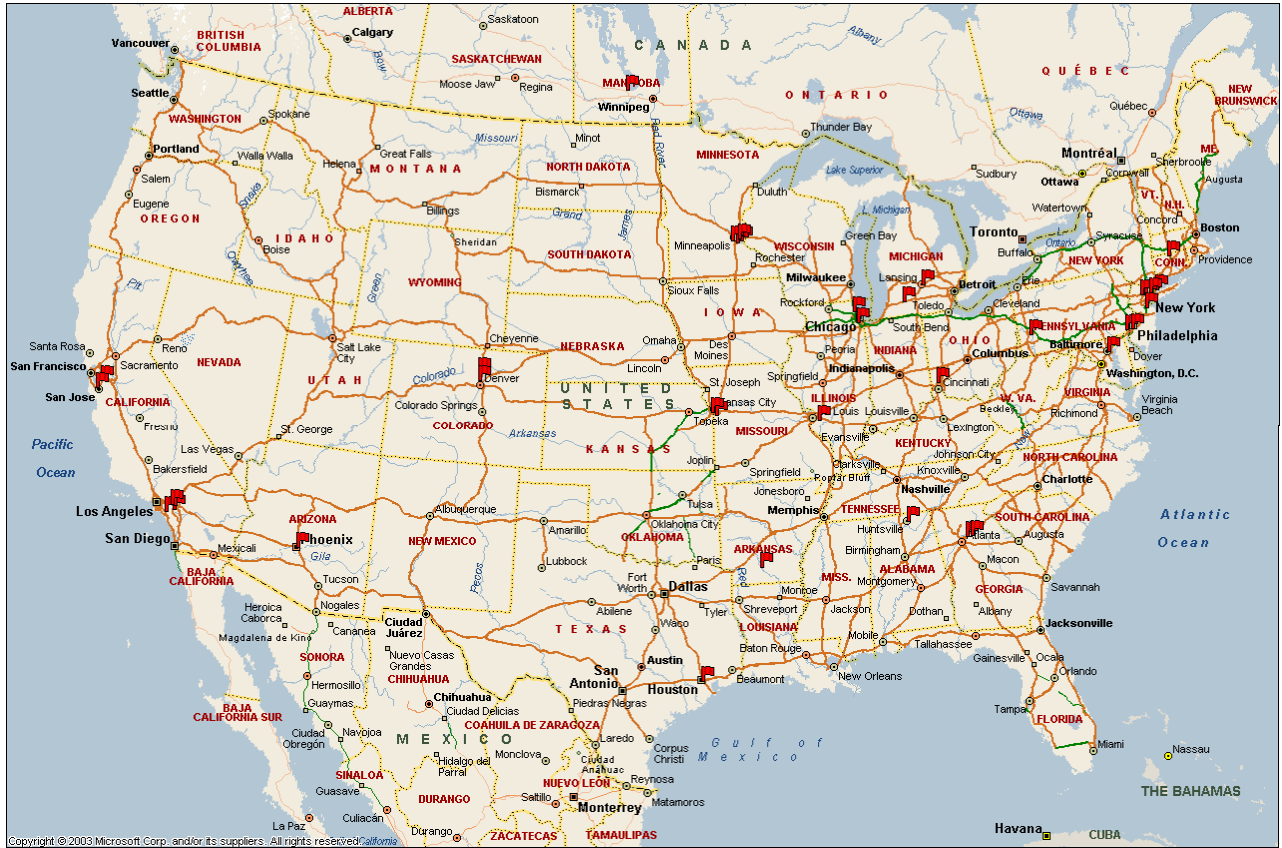 ALBERTA
Saskatoon
BRITISH
COLUMBIA
Calgary
Vancouver
CANADA
Albany
SASKATCHEWAN
Bow
Moose Jaw
Regina
Winnipeg
ONTARIO
QUÉBEC
NEW
BRUNSWICK
Seattle
WASHINGTON
Spokane
Québec
Ottawa
Thunder Bay
Missouri
Minot
Red River
Portland
Walla Walla
Helena
Great Falls
MONTANA
NORTH DAKOTA
MINNESOTA
Montréal
Sherbrooke
ME.
Salem
Snake
Bismarck
Duluth
Lake Superior
Sudbury
Ottawa
Cornwall
Augusta
Eugene
OREGON
Billings
Grand
James
L. Michigan
Watertown
VT.
N.H.
Concord
IDAHO
Boise
Sheridan
SOUTH DAKOTA
Minneapolis
Rochester
WISCONSIN
Green Bay
Toronto
L.
Ontario
Syracuse
Boston
Buffalo
NEW YORK
CONN.
Providence
Owyhee
Green
WYOMING
MICHIGAN
Milwaukee
Lansing
Detroit
Erie
Pit
Sioux Falls
Rockford
Toledo
Cleveland
New York
IOWA
Chicago
South Bend
OHIO
Philadelphia
Santa Rosa
Reno
Sacramento
NEVADA
Salt Lake
City
Cheyenne
NEBRASKA
Omaha
Des
Moines
Peoria
INDIANA
Columbus
Baltimore
Dover
San Francisco
San Jose
CALIFORNIA
UTAH
Colorado
Denver
Lincoln
UNITED
STATES
St. Joseph
Springfield
Indianapolis
Cincinnati
Washington, D.C.
Colorado Springs
COLORADO
ILLINOIS
Louis
Louisville
W. VA.
VIRGINIA
Beckley
Richmond
Virginia
Beach
Fresno
St. George
Arkansas
KANSAS
Topeka
MISSOURI
Evansville
Lexington
KENTUCKY
Johnson City
NORTH CAROLINA
Pacific
Ocean
Las Vegas
Bakersfield
Joplin
Springfield
Clarksville
Poplar Bluff
Knoxville
Jonesboro
Nashville
Charlotte
Los Angeles
ARIZONA
Albuquerque
Tulsa
Oklahoma City
OKLAHOMA
Amarillo
Memphis
TENNESSEE
Huntsville
SOUTH CAROLINA
Atlantic
Ocean
San Diego
Mexicali
Gila
NEW MEXICO
Lubbock
Paris
ARKANSAS
Birmingham
ALABAMA
Augusta
BAJA
CALIFORNIA
Tucson
Pecos
Fort
Worth
Dallas
Red
Monroe
MISS.
Montgomery
Macon
GEORGIA
Savannah
Heroica
Caborca
Nogales
Cananea
Magdalena de Kino
Ciudad
Juárez
Abilene
Tyler
Shreveport
Jackson
Dothan
Albany
SONORA
Nuevo Casas
Grandes
CHIHUAHUA
TEXAS
Waco
LOUISIANA
Mobile
Tallahassee
Jacksonville
Hermosillo
Austin
San
Antonio
Houston
Baton Rouge
Beaumont
New Orleans
Gainesville
Ocala
Orlando
Guaymas
BAJA
CALIFORNIA SUR
Chihuahua
Ciudad Delicias
Piedras Negras
COAHUILA DE ZARAGOZA
Tampa
FLORIDA
Ciudad
Obregón
Navojoa
MEXICO
Hidalgo del
Parral
Monclova
Laredo
Corpus
Christi
Gulf of
Mexico
Miami
Nassau
Ciudad
Anáhuac
SINALOA
Guasave
DURANGO
NUEVO LEÓN
Reynosa
Matamoros
THE BAHAMAS
Saltillo
Monterrey
La Paz
Culiacán
Durango
ZACATECAS
TAMAULIPAS
Havana
CUBA
Copyright © 2003 Microsoft Corp. and/or its suppliers. All rights reserved.
California